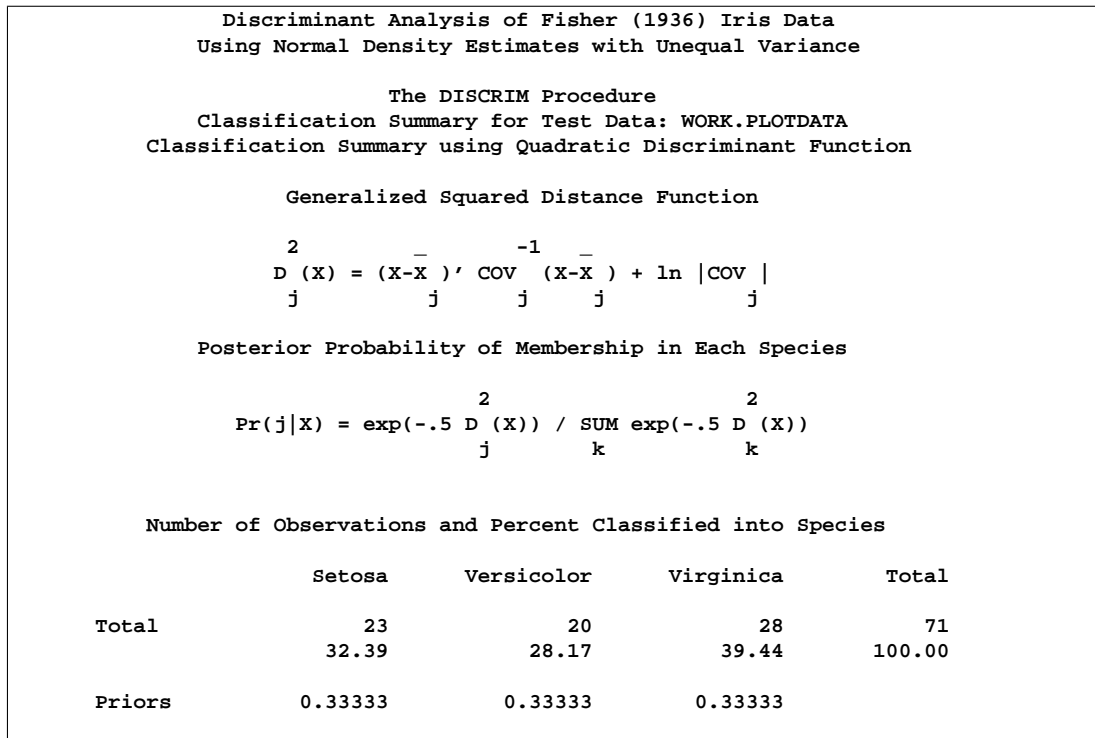 Discriminant Analysis of Fisher (1936) Iris Data
Using Normal Density Estimates with Unequal Variance
The DISCRIM Procedure
Classification Summary for Test Data: WORK.PLOTDATA
Classification Summary using Quadratic Discriminant Function
Generalized Squared Distance Function
2 _ -1 _
D (X) = (X-X )′ COV (X-X ) + ln |COV |
j j j j j
Posterior Probability of Membership in Each Species
2 2
Pr(j|X) = exp(-.5 D (X)) / SUM exp(-.5 D (X))
j k k
Number of Observations and Percent Classified into Species
Setosa Versicolor Virginica Total
Total 23 20 28 71
32.39 28.17 39.44 100.00
Priors 0.33333 0.33333 0.33333